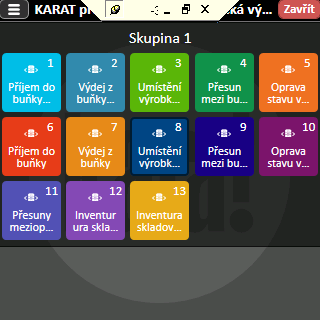 KARAT p
ká vý...
Zavřít
Skupina 1
1
Příjem do
buňky...
2
Výdej z
buňky...
3
Umístění
výrobk...
4
Přesun
mezi bu...
5
Oprava
stavu v...
6
Příjem do
buňky
7
Výdej z
buňky
8
Umístění
výrobk...
9
Přesun
mezi bu...
10
Oprava
stavu v...
11
Přesuny
meziop...
12
Inventur
ura skla...
13
Inventura
skladov...